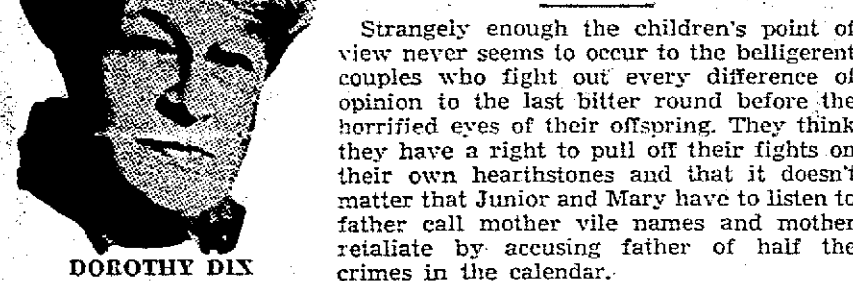 Strangely enough the children's point of
view never seems to occur to the belligerent
couples who fight out every difference of
opinion to the last bitter round before the
horrified eyes of their offspring. They think
they have a right to pull off their fights on
their own hearthstones and that it doesn't
matter that Junior and Mary have to listen to
father call mother vile names and mother
retaliate by accusing father of half the
crimes in the calendar.
DOROTHY DIX